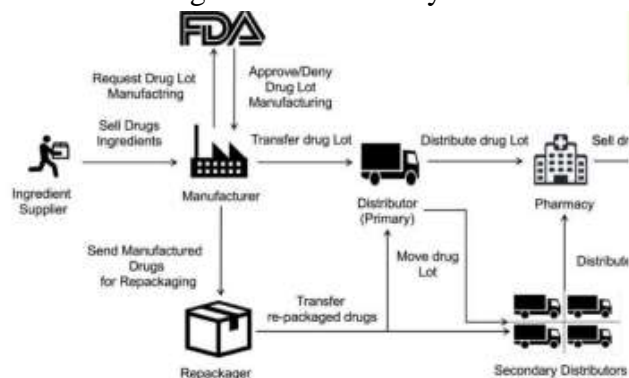 FDA
Request Drug Lot
Manufactring
Approve/Deny
Drug Lot
Manufacturing
Sell Drugs
Ingredients
Transfer drug Lot
Distribute drug Lot
Sell
Ingredient
Supplier
Manufacturer
Distributor
(Primary)
Pharmacy
Send Manufactured
Drugs
for Repackaging
Move drug
Lot
Distribute
Transfer
re-packaged drugs
Repackager
Secondary Distributors